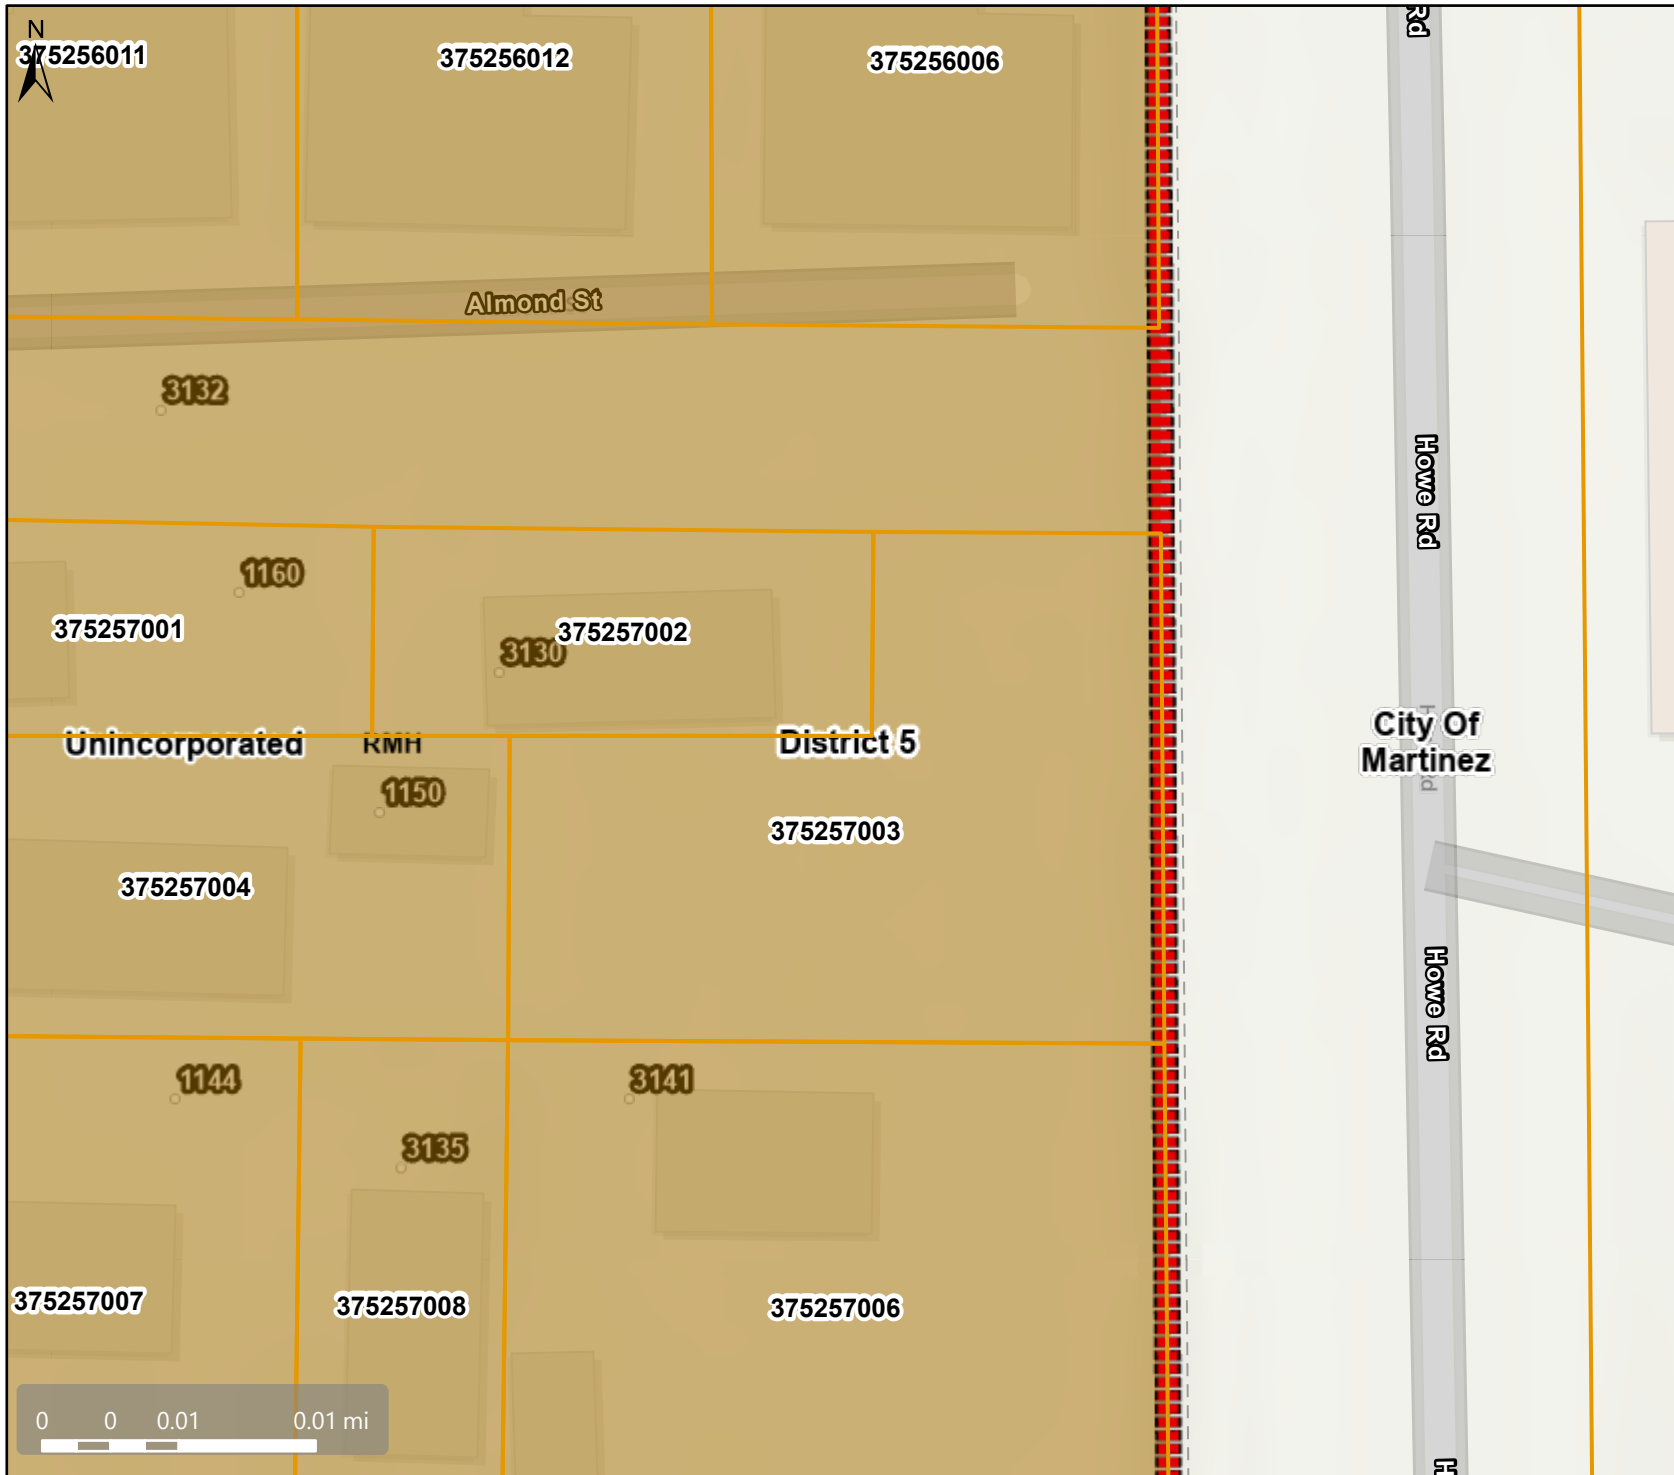 Rd
N
375256011
375256012
375256006
Almond St
3132
Howe Rd
1160
375257001
375257002
3130
Unincorporated
RMH
District 5
City Of
Martinez
1150
375257003
375257004
Howe Rd
1144
3141
3135
375257007
375257008
375257006
0 0 0.01 0.01 mi